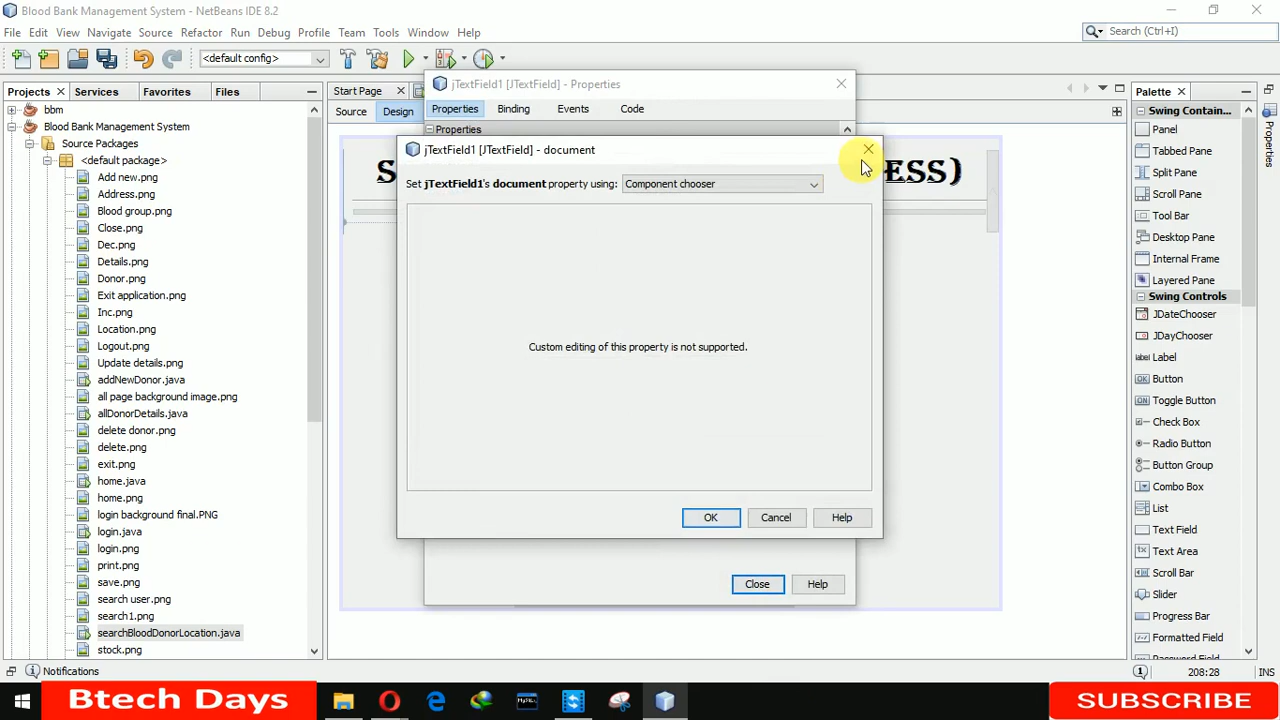 Blood Bank Management System - NetBeans IDE 8.2
File Edit View Navigate Source Refactor Run Debug Profile Team Tools Window Help
Search (Ctrl+I)
<default config>
Projects Services Favorites Files
Start Page
Source Design
bbm
Blood Bank Management System
Source Packages
<default package>
Add new.png
Address.png
Blood group.png
Close.png
Dec.png
Details.png
Donor.png
Exit application.png
Inc.png
Location.png
Logout.png
Update details.png
addNewDonor.java
all page background image.png
allDonorDetails.java
delete donor.png
delete.png
exit.png
home.java
home.png
login background final.PNG
login.java
login.png
print.png
save.png
search user.png
search1.png
searchBloodDonorLocation.java
stock.png
jTextField1 [JTextField] - Properties
Properties Binding Events Code
Properties
jTextField1 [JTextField] - document
Set jTextField1's document property using: Component chooser
Custom editing of this property is not supported.
OK Cancel Help
Close Help
S
ESS)
Palette
Swing Contain...
Panel
Tabbed Pane
Split Pane
Scroll Pane
Tool Bar
Desktop Pane
Internal Frame
Layered Pane
Swing Controls
JDateChooser
JDayChooser
Label
Button
Toggle Button
Check Box
Radio Button
Button Group
Combo Box
List
Text Field
Text Area
Scroll Bar
Slider
Progress Bar
Formatted Field
Properties
Notifications
208:28 INS
Btech Days
SUBSCRIBE